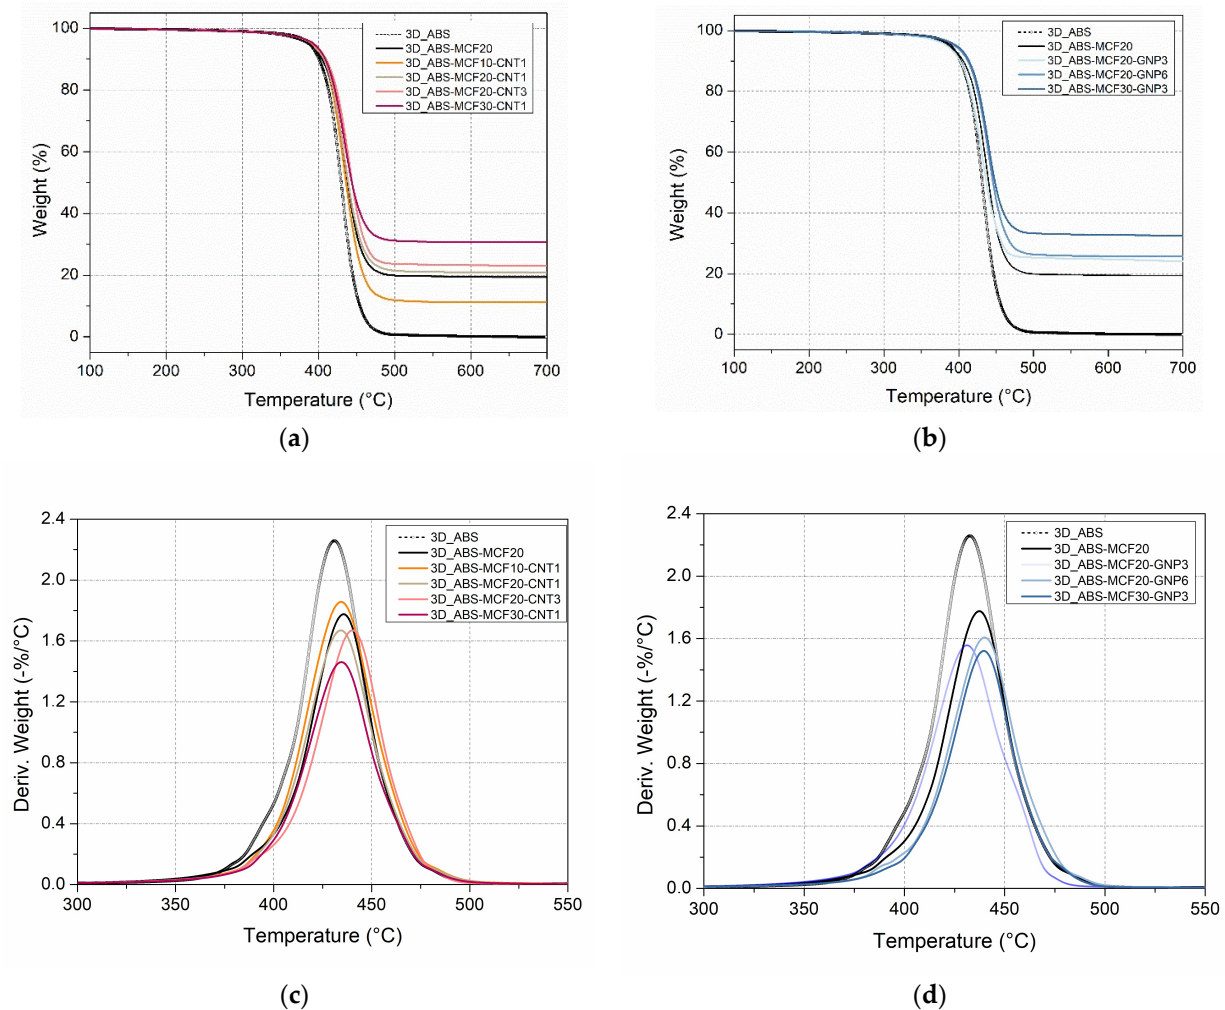 100
80
60
40
20
0
Weight (%)
3D_ABS
3D_ABS-MCF20
3D_ABS-MCF10-CNT1
3D_ABS-MCF20-CNT1
3D_ABS-MCF20-CNT3
3D_ABS-MCF30-CNT1
100 200 300 400 500 600 700
Temperature (°C)
(a)
100
80
60
40
20
0
Weight (%)
3D_ABS
3D_ABS-MCF20
3D_ABS-MCF20-GNP3
3D_ABS-MCF20-GNP6
3D_ABS-MCF30-GNP3
100 200 300 400 500 600 700
Temperature (°C)
(b)
2.4
2.0
1.6
1.2
0.8
0.4
0.0
Deriv. Weight (-%/°C)
3D_ABS
3D_ABS-MCF20
3D_ABS-MCF10-CNT1
3D_ABS-MCF20-CNT1
3D_ABS-MCF20-CNT3
3D_ABS-MCF30-CNT1
300 350 400 450 500 550
Temperature (°C)
(c)
2.4
2.0
1.6
1.2
0.8
0.4
0.0
Deriv. Weight (-%/°C)
3D_ABS
3D_ABS-MCF20
3D_ABS-MCF20-GNP3
3D_ABS-MCF20-GNP6
3D_ABS-MCF30-GNP3
300 350 400 450 500 550
Temperature (°C)
(d)